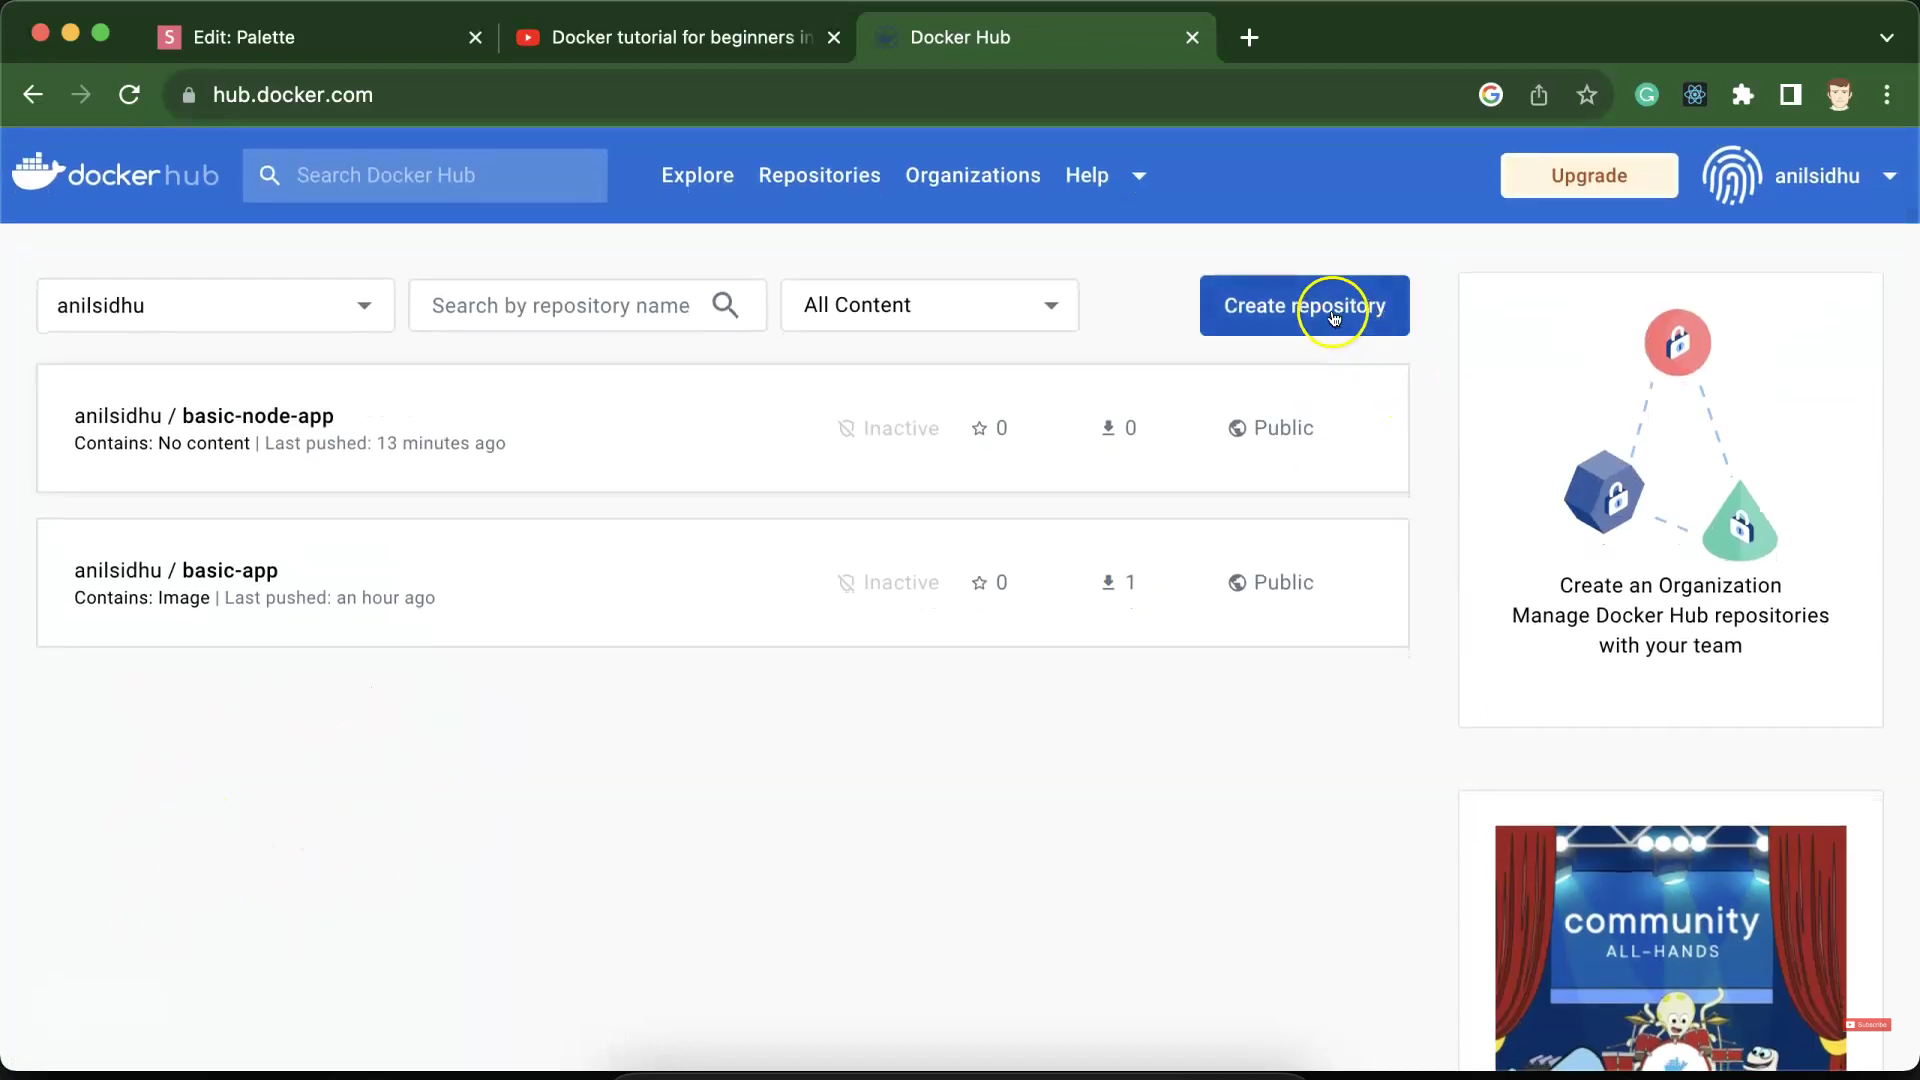 Edit: Palette
Docker tutorial for beginners in
Docker Hub
hub.docker.com
dockerhub
Search Docker Hub
Explore
Repositories
Organizations
Help
Upgrade
anilsidhu
anilsidhu
Search by repository name
All Content
Create repository
anilsidhu / basic-node-app
Contains: No content | Last pushed: 13 minutes ago
Inactive
0
0
Public
anilsidhu / basic-app
Contains: Image | Last pushed: an hour ago
Inactive
0
1
Public
Create an Organization
Manage Docker Hub repositories
with your team
community
ALL-HANDS
Subscribe